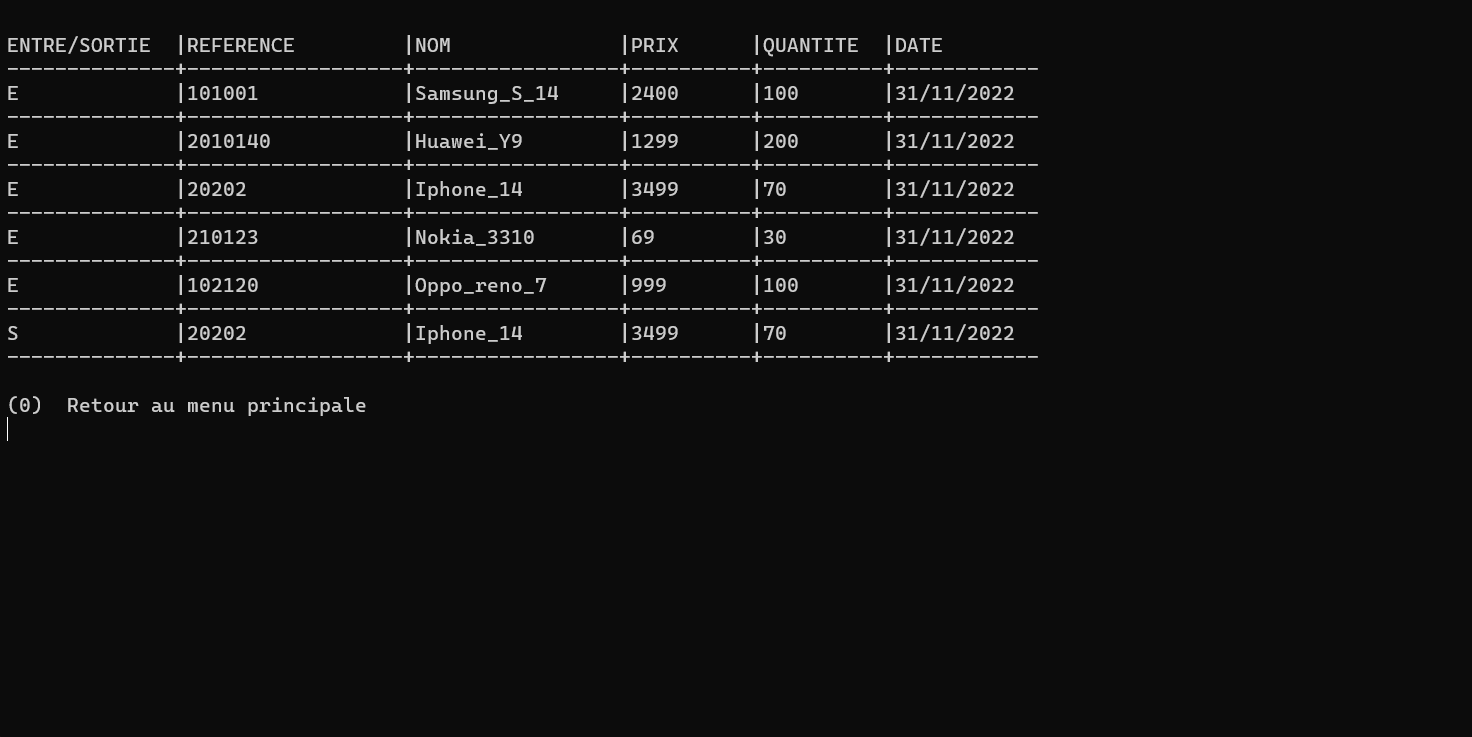 ENTRE/SORTIE  |REFERENCE         |NOM              |PRIX      |QUANTITE  |DATE
--------------+------------------+-----------------+----------+----------+------------
E             |101001            |Samsung_S_14     |2400      |100       |31/11/2022
--------------+------------------+-----------------+----------+----------+------------
E             |2010140           |Huawei_Y9        |1299      |200       |31/11/2022
--------------+------------------+-----------------+----------+----------+------------
E             |20202             |Iphone_14        |3499      |70        |31/11/2022
--------------+------------------+-----------------+----------+----------+------------
E             |210123            |Nokia_3310       |69        |30        |31/11/2022
--------------+------------------+-----------------+----------+----------+------------
E             |102120            |Oppo_reno_7      |999       |100       |31/11/2022
--------------+------------------+-----------------+----------+----------+------------
S             |20202             |Iphone_14        |3499      |70        |31/11/2022
--------------+------------------+-----------------+----------+----------+------------
(0)  Retour au menu principale